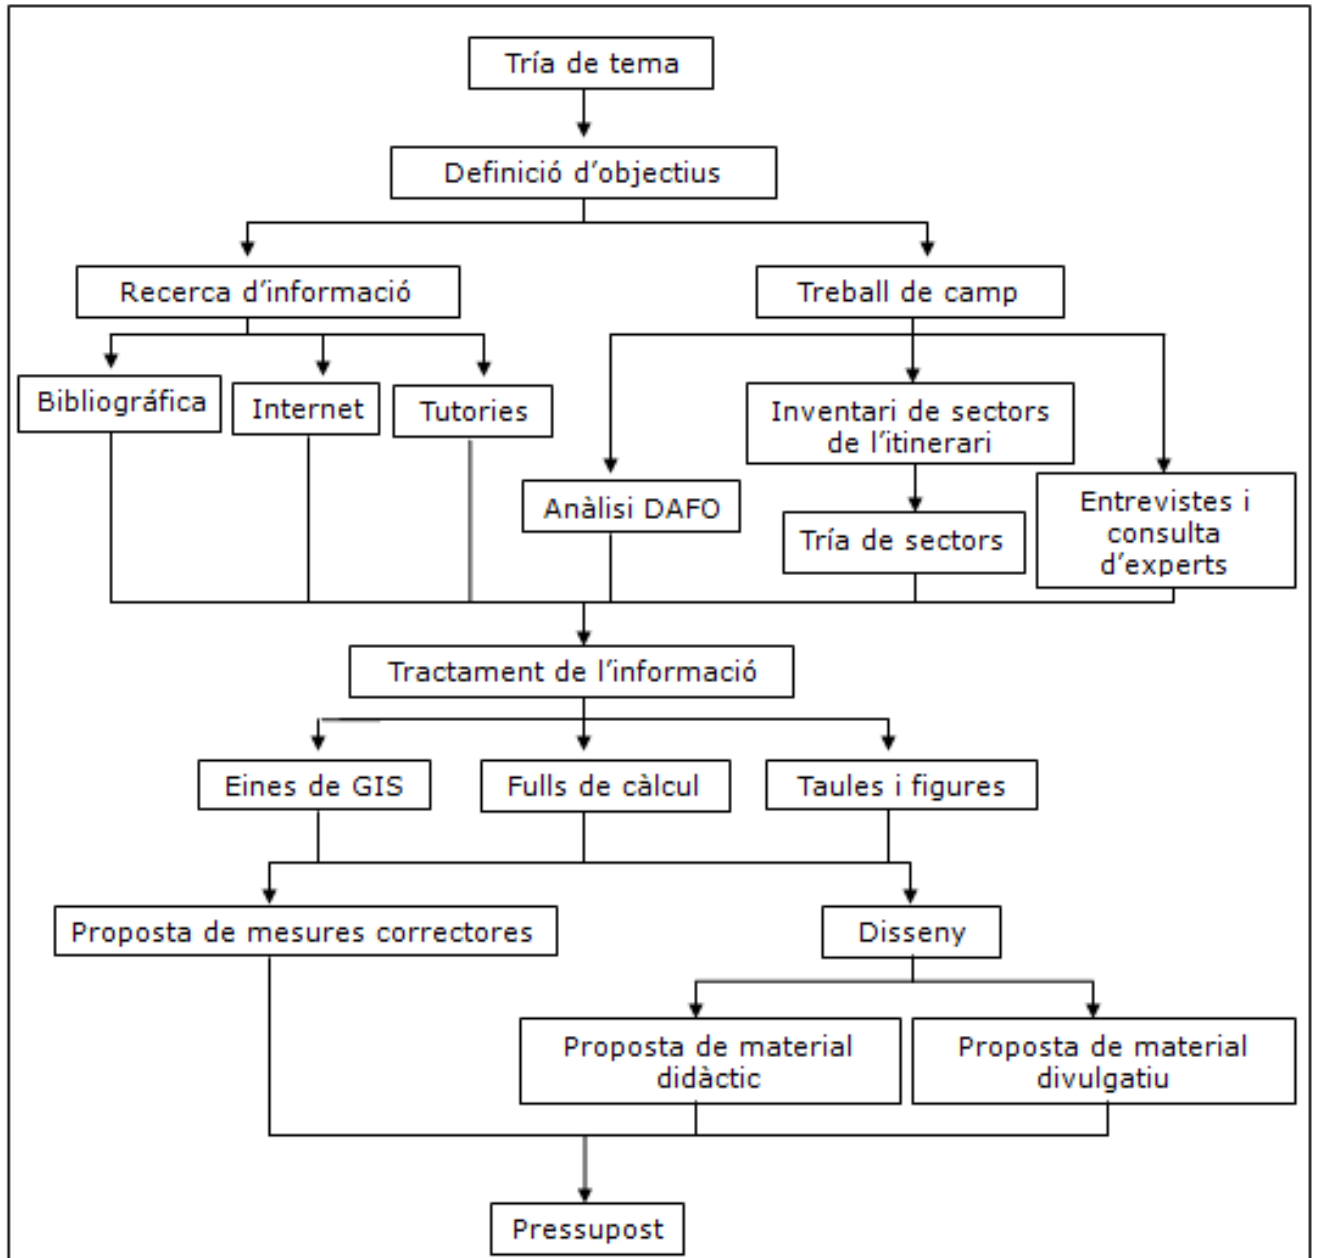 Tría de tema
Definició d’objectius
Recerca d’informació
Treball de camp
Bibliográfica
Internet
Tutories
Inventari de sectors
de l’itinerari
Anàlisi DAFO
Tría de sectors
Entrevistes i
consulta
d’experts
Tractament de l’informació
Eines de GIS
Fulls de càlcul
Taules i figures
Proposta de mesures correctores
Disseny
Proposta de material
didàctic
Proposta de material
divulgatiu
Pressupost